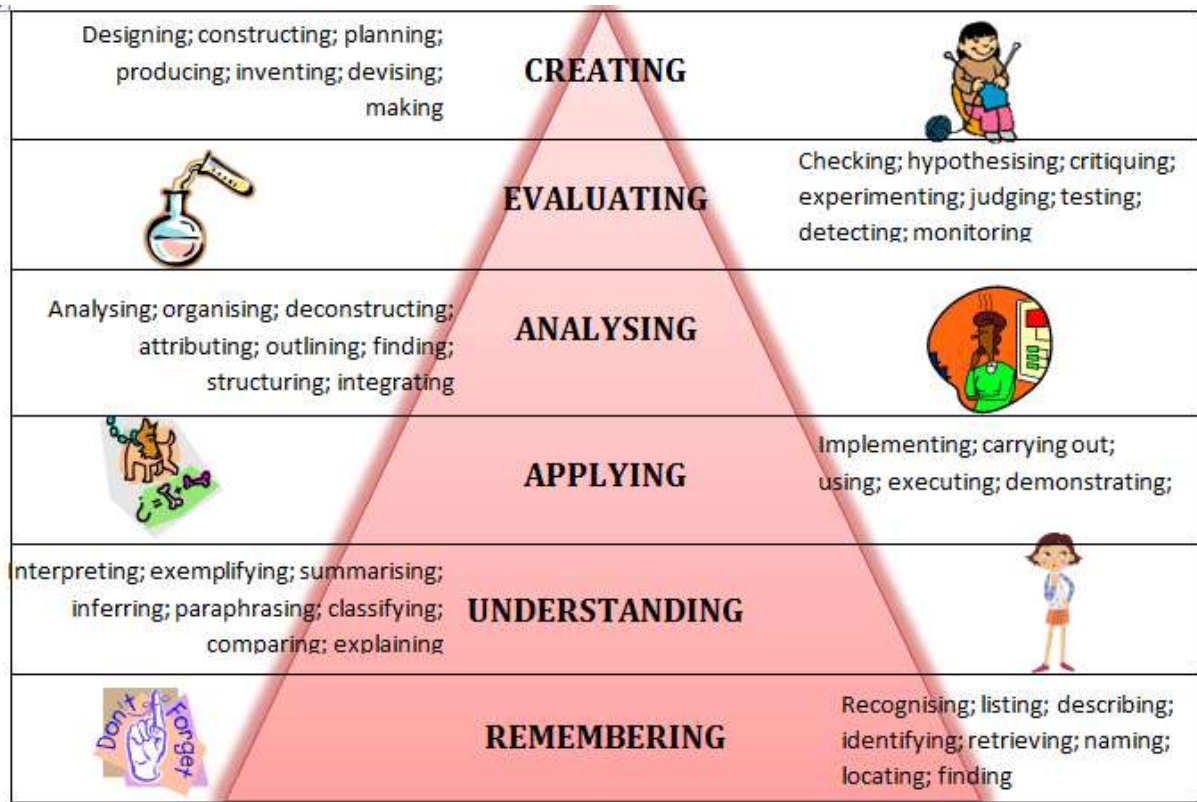 Designing; constructing; planning;
producing; inventing; devising;
making
CREATING
EVALUATING
Checking; hypothesising; critiquing;
experimenting; judging; testing;
detecting; monitoring
Analysing; organising; deconstructing;
attributing; outlining; finding;
structuring; integrating
ANALYSING
¿=+
APPLYING
Implementing; carrying out;
using; executing; demonstrating;
Interpreting; exemplifying; summarising;
inferring; paraphrasing; classifying;
comparing; explaining
UNDERSTANDING
Don't Forget
REMEMBERING
Recognising; listing; describing;
identifying; retrieving; naming;
locating; finding